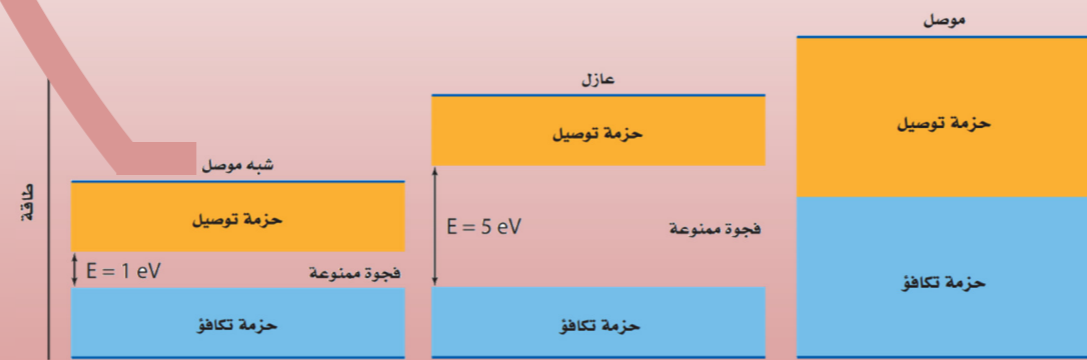 موصل
حزمة توصيل
حزمة تكافؤ
عازل
حزمة توصيل
E = 5 eV
فجوة ممنوعة
حزمة تكافؤ
شبه موصل
حزمة توصيل
E = 1 eV
فجوة ممنوعة
حزمة تكافؤ
طاقة